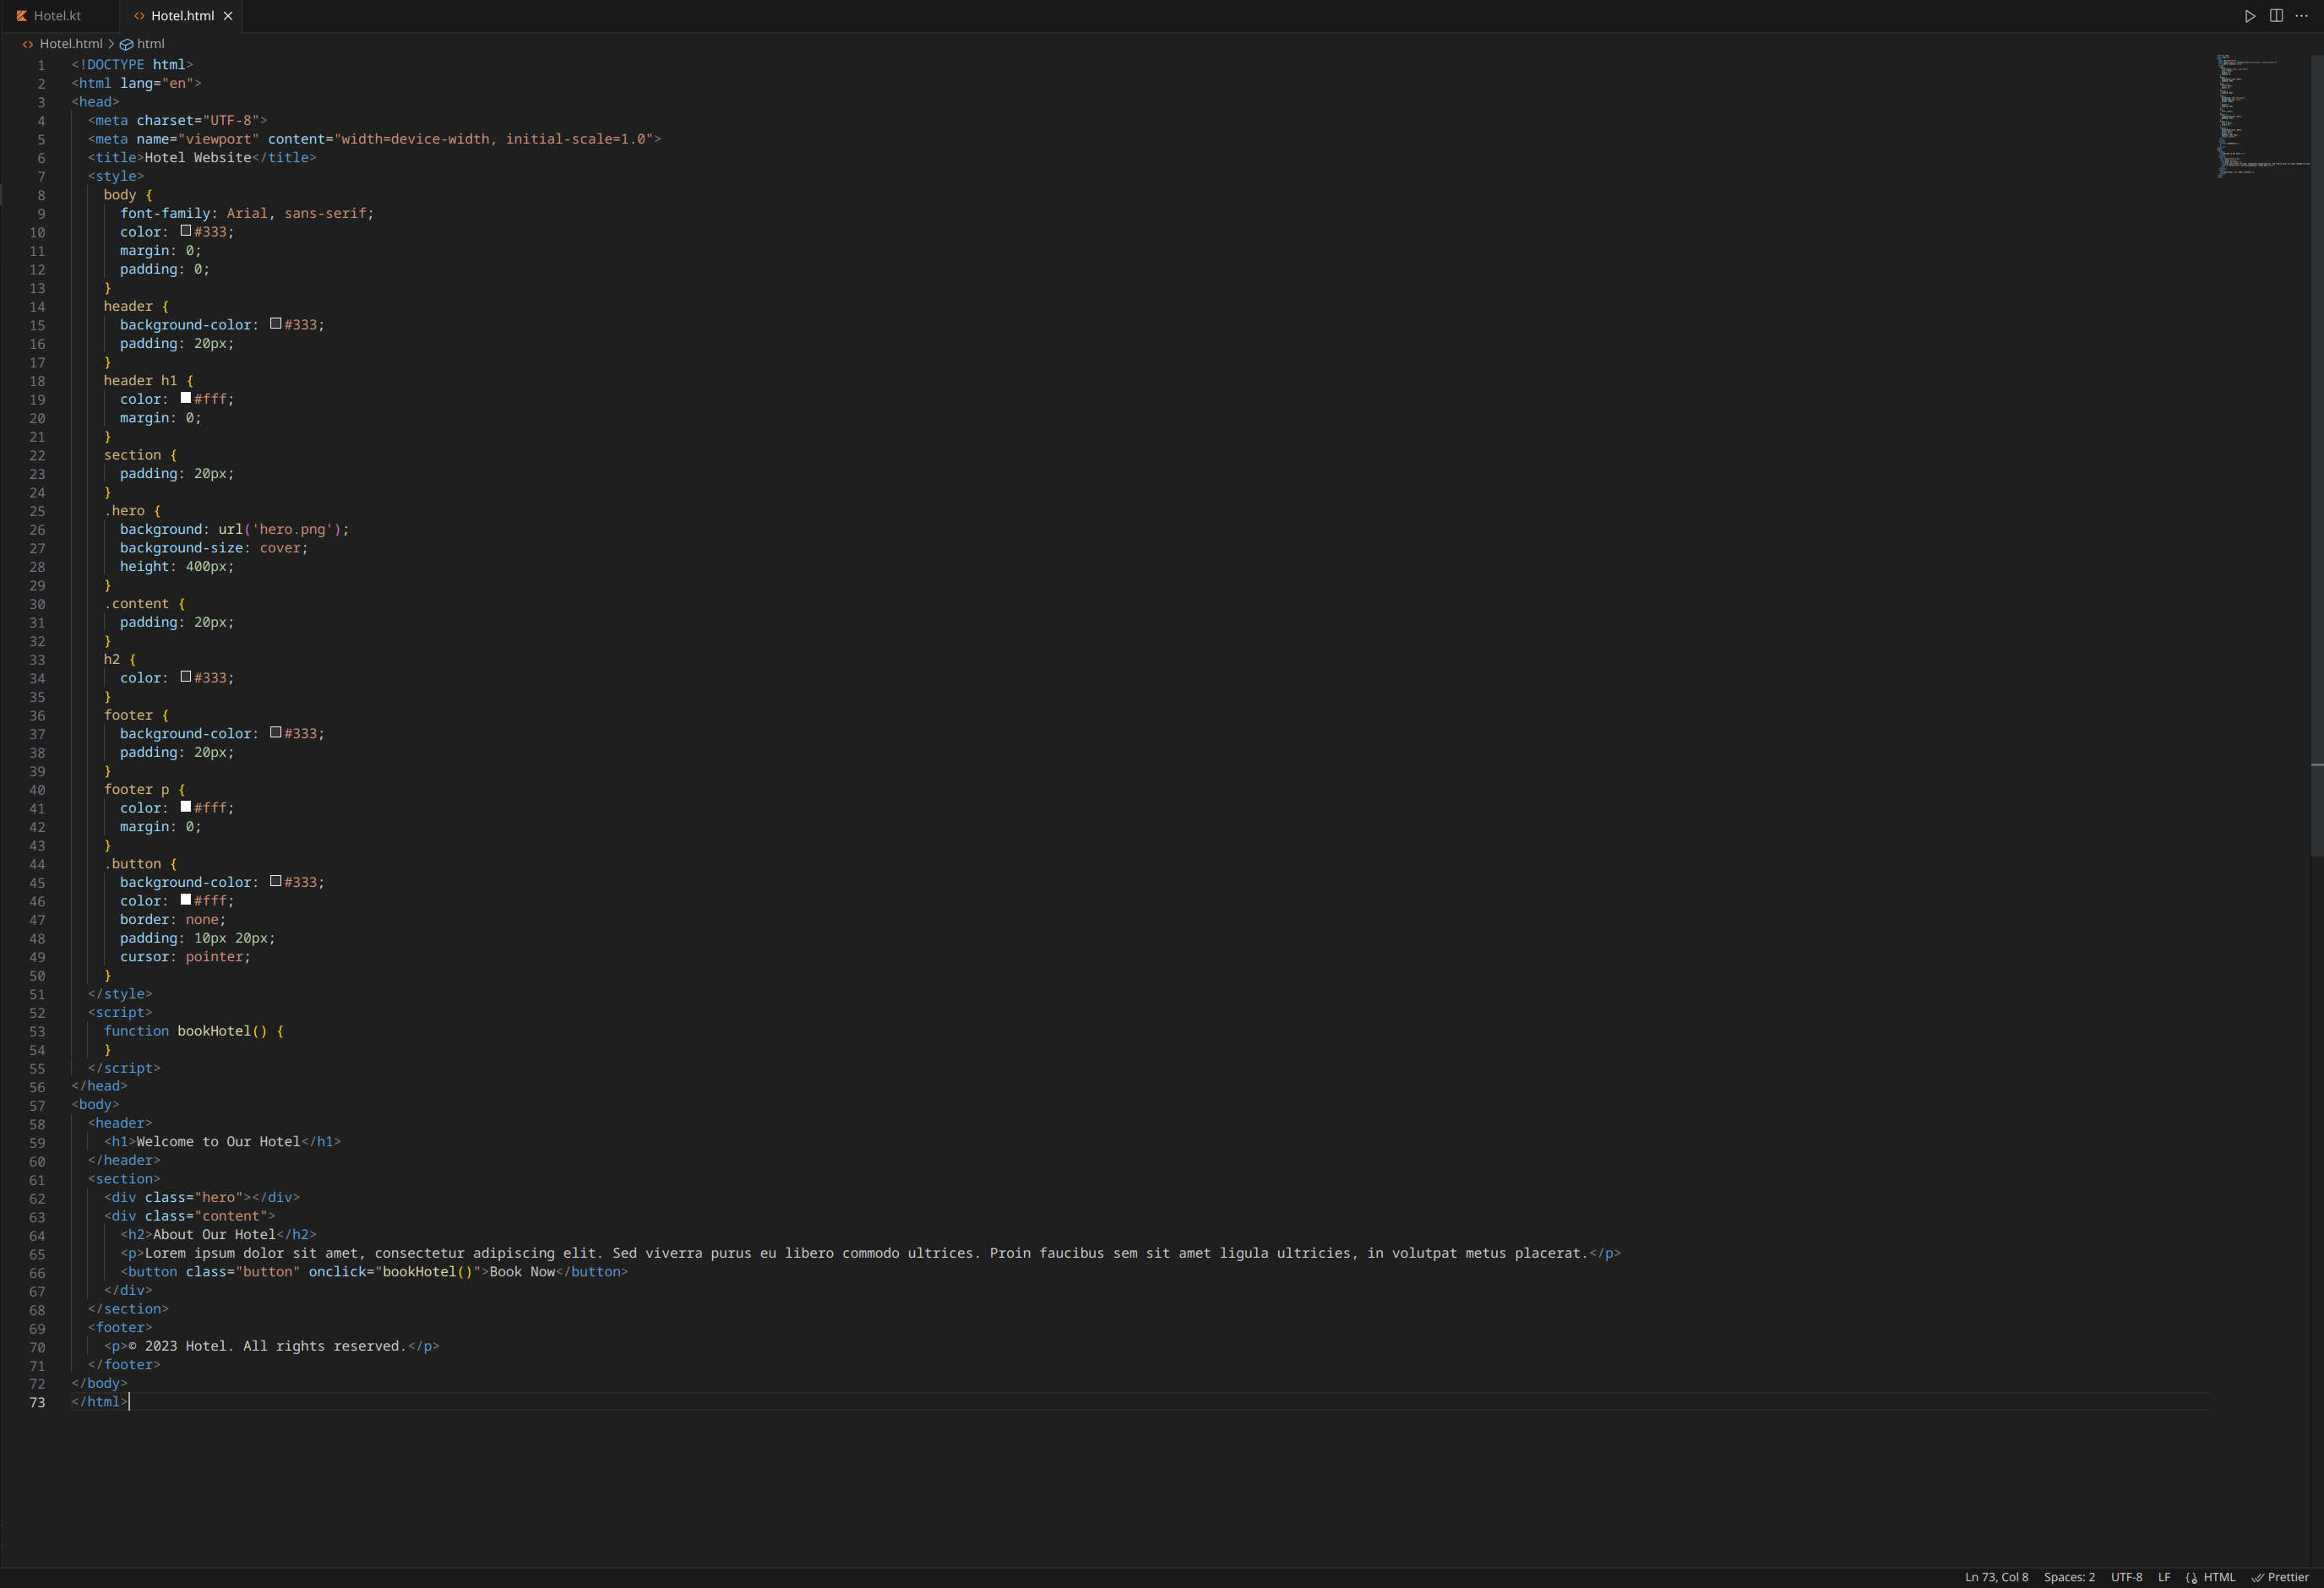 Hotel.kt
Hotel.html
Hotel.html > html
1 <!DOCTYPE html>
2 <html lang="en">
3 <head>
4   <meta charset="UTF-8">
5   <meta name="viewport" content="width=device-width, initial-scale=1.0">
6   <title>Hotel Website</title>
7   <style>
8     body {
9       font-family: Arial, sans-serif;
10       color: #333;
11       margin: 0;
12       padding: 0;
13     }
14     header {
15       background-color: #333;
16       padding: 20px;
17     }
18     header h1 {
19       color: #fff;
20       margin: 0;
21     }
22     section {
23       padding: 20px;
24     }
25     .hero {
26       background: url('hero.png');
27       background-size: cover;
28       height: 400px;
29     }
30     .content {
31       padding: 20px;
32     }
33     h2 {
34       color: #333;
35     }
36     footer {
37       background-color: #333;
38       padding: 20px;
39     }
40     footer p {
41       color: #fff;
42       margin: 0;
43     }
44     .button {
45       background-color: #333;
46       color: #fff;
47       border: none;
48       padding: 10px 20px;
49       cursor: pointer;
50     }
51   </style>
52   <script>
53     function bookHotel() {
54     }
55   </script>
56 </head>
57 <body>
58   <header>
59     <h1>Welcome to Our Hotel</h1>
60   </header>
61   <section>
62     <div class="hero"></div>
63     <div class="content">
64       <h2>About Our Hotel</h2>
65       <p>Lorem ipsum dolor sit amet, consectetur adipiscing elit. Sed viverra purus eu libero commodo ultrices. Proin faucibus sem sit amet ligula ultricies, in volutpat metus placerat.</p>
66       <button class="button" onclick="bookHotel()">Book Now</button>
67     </div>
68   </section>
69   <footer>
70     <p>© 2023 Hotel. All rights reserved.</p>
71   </footer>
72 </body>
73 </html>
Ln 73, Col 8 Spaces: 2 UTF-8 LF HTML Prettier